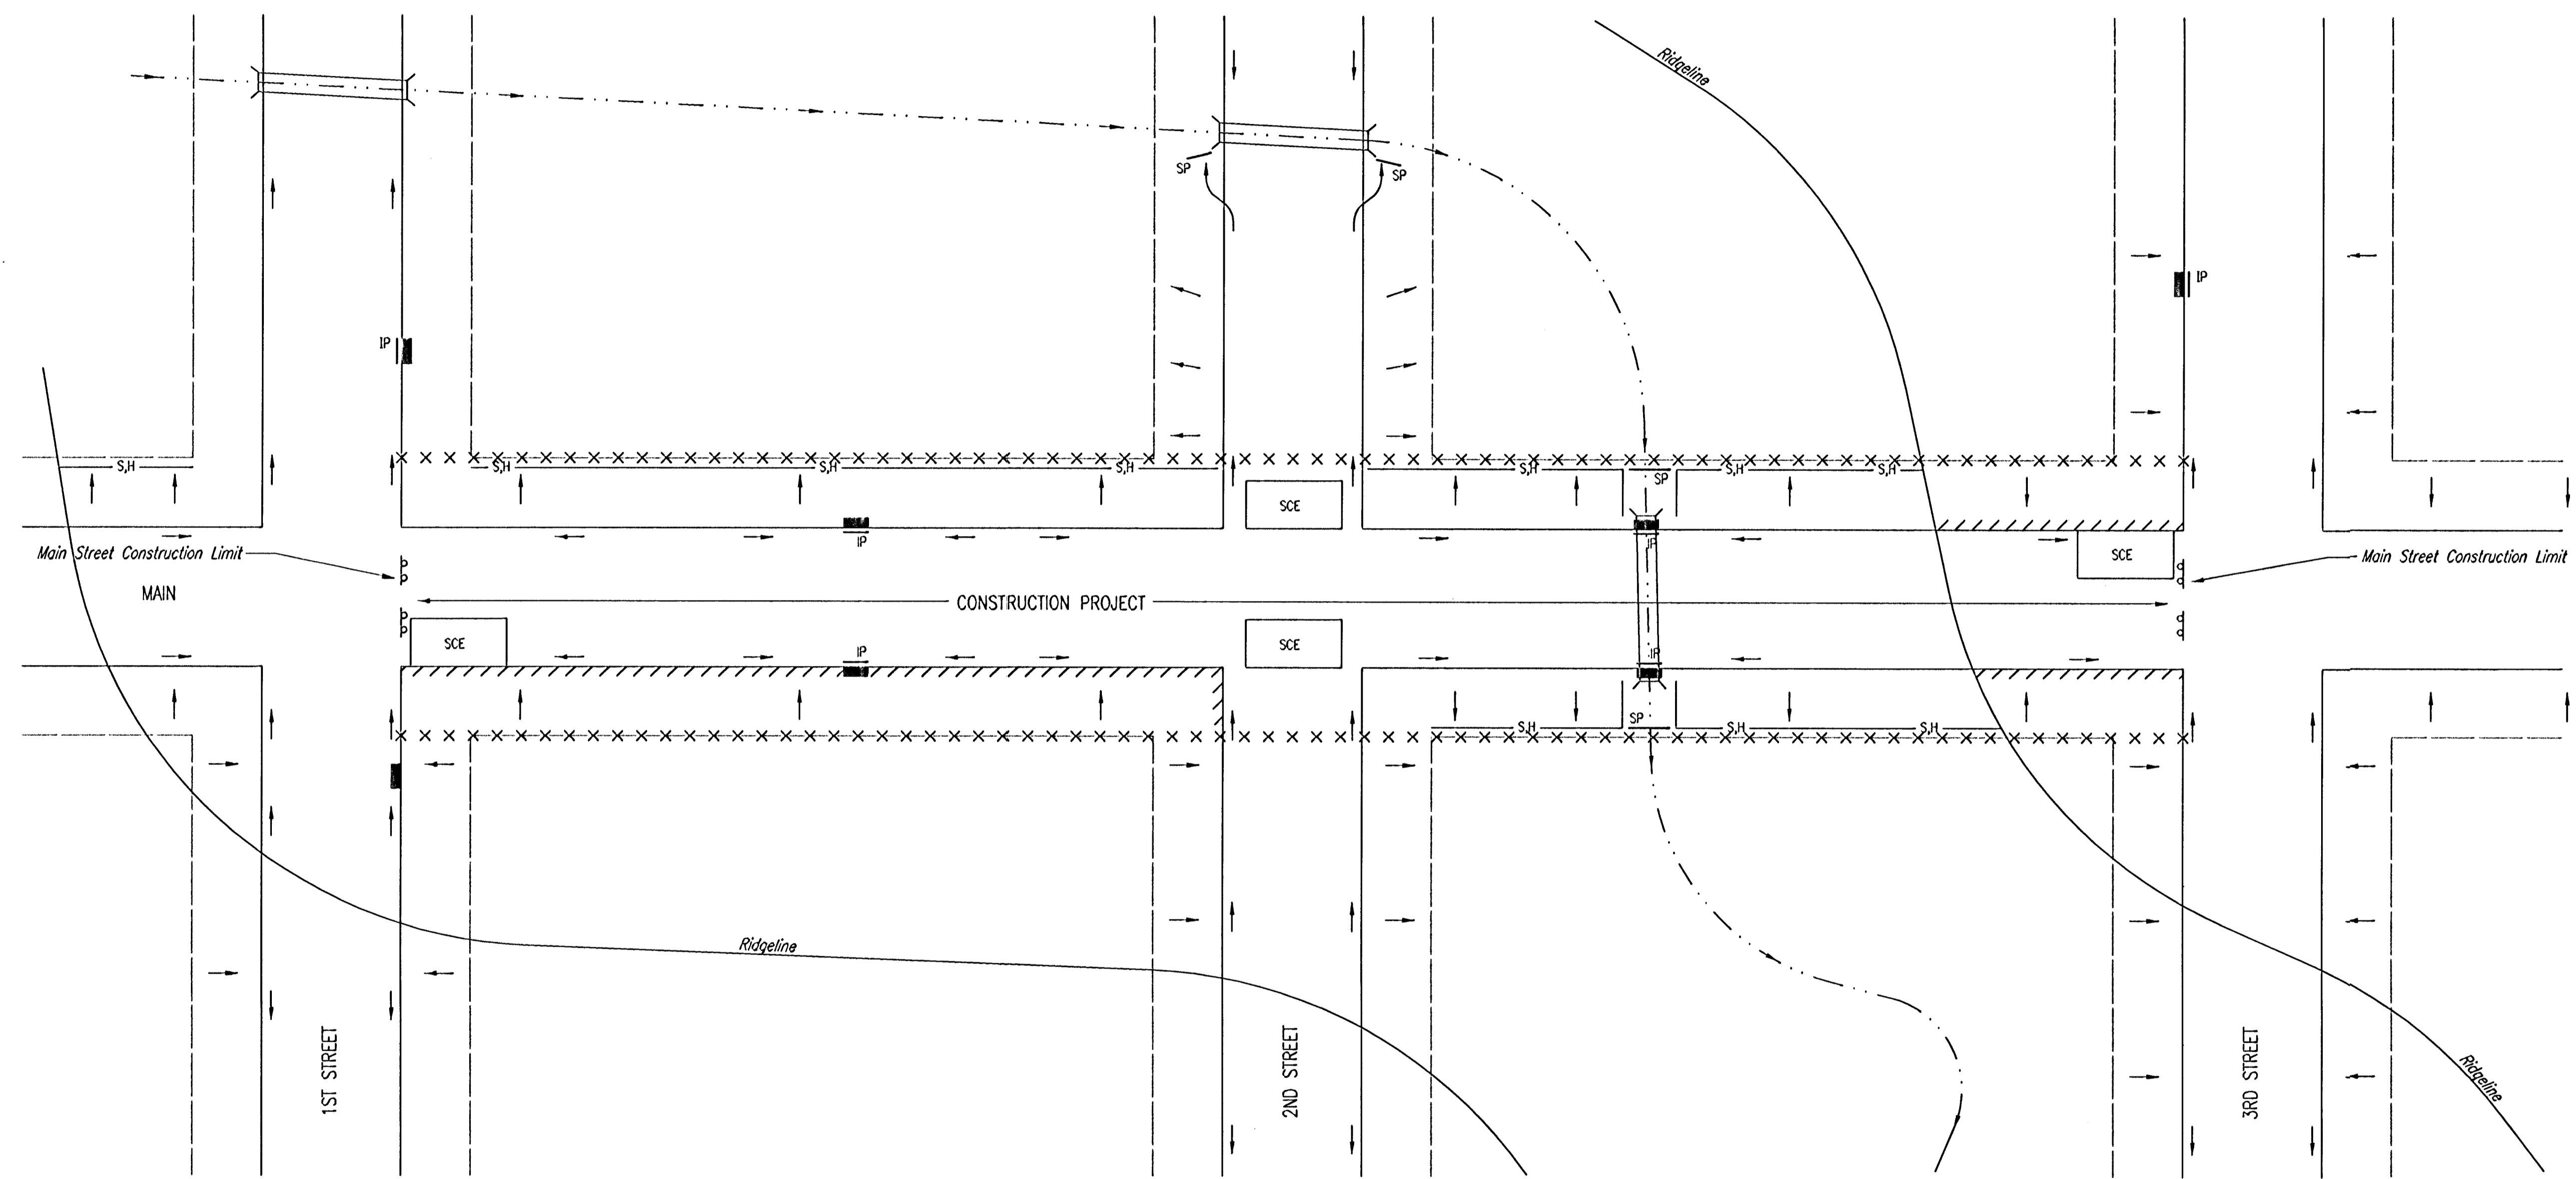 Ridgeline
SP
SP
IP
IP
S,H
S,H
S,H
S,H
S,H
SP
S,H
S,H
SCE
IP
IP
SCE
Main Street Construction Limit
Main Street Construction Limit
MAIN
CONSTRUCTION PROJECT
SCE
SCE
IP
IP
SP
S,H
S,H
S,H
Ridgeline
1ST STREET
2ND STREET
3RD STREET
Ridgeline